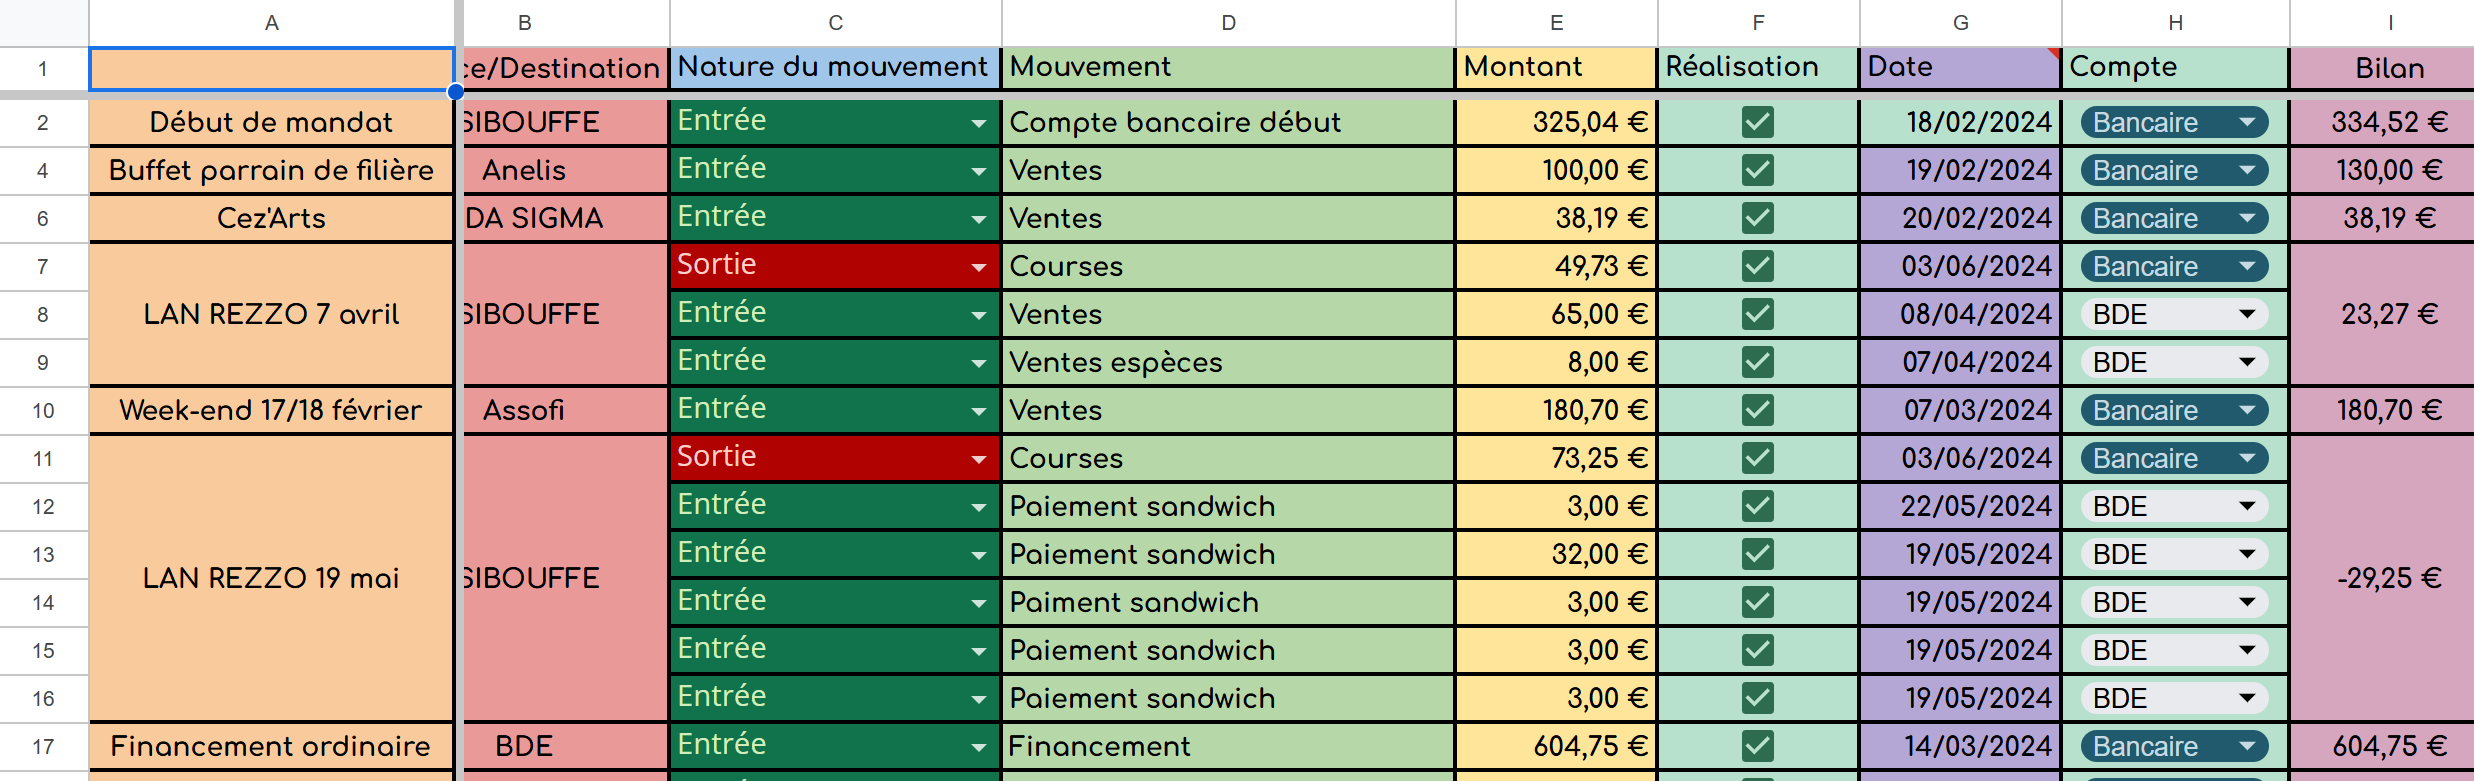 A B C D E F G H I
1 ce/Destination Nature du mouvement Mouvement Montant Réalisation Date Compte Bilan
2 Début de mandat SIBOUFFE Entrée Compte bancaire début 325,04 € 18/02/2024 Bancaire 334,52 €
4 Buffet parrain de filière Anelis Entrée Ventes 100,00 € 19/02/2024 Bancaire 130,00 €
6 Cez'Arts DA SIGMA Entrée Ventes 38,19 € 20/02/2024 Bancaire 38,19 €
7 Sortie Courses 49,73 € 03/06/2024 Bancaire
8 LAN REZZO 7 avril SIBOUFFE Entrée Ventes 65,00 € 08/04/2024 BDE 23,27 €
9 Entrée Ventes espèces 8,00 € 07/04/2024 BDE
10 Week-end 17/18 février Assofi Entrée Ventes 180,70 € 07/03/2024 Bancaire 180,70 €
11 Sortie Courses 73,25 € 03/06/2024 Bancaire
12 Entrée Paiement sandwich 3,00 € 22/05/2024 BDE
13 Entrée Paiement sandwich 32,00 € 19/05/2024 BDE
LAN REZZO 19 mai SIBOUFFE -29,25 €
14 Entrée Paiment sandwich 3,00 € 19/05/2024 BDE
15 Entrée Paiement sandwich 3,00 € 19/05/2024 BDE
16 Entrée Paiement sandwich 3,00 € 19/05/2024 BDE
17 Financement ordinaire BDE Entrée Financement 604,75 € 14/03/2024 Bancaire 604,75 €